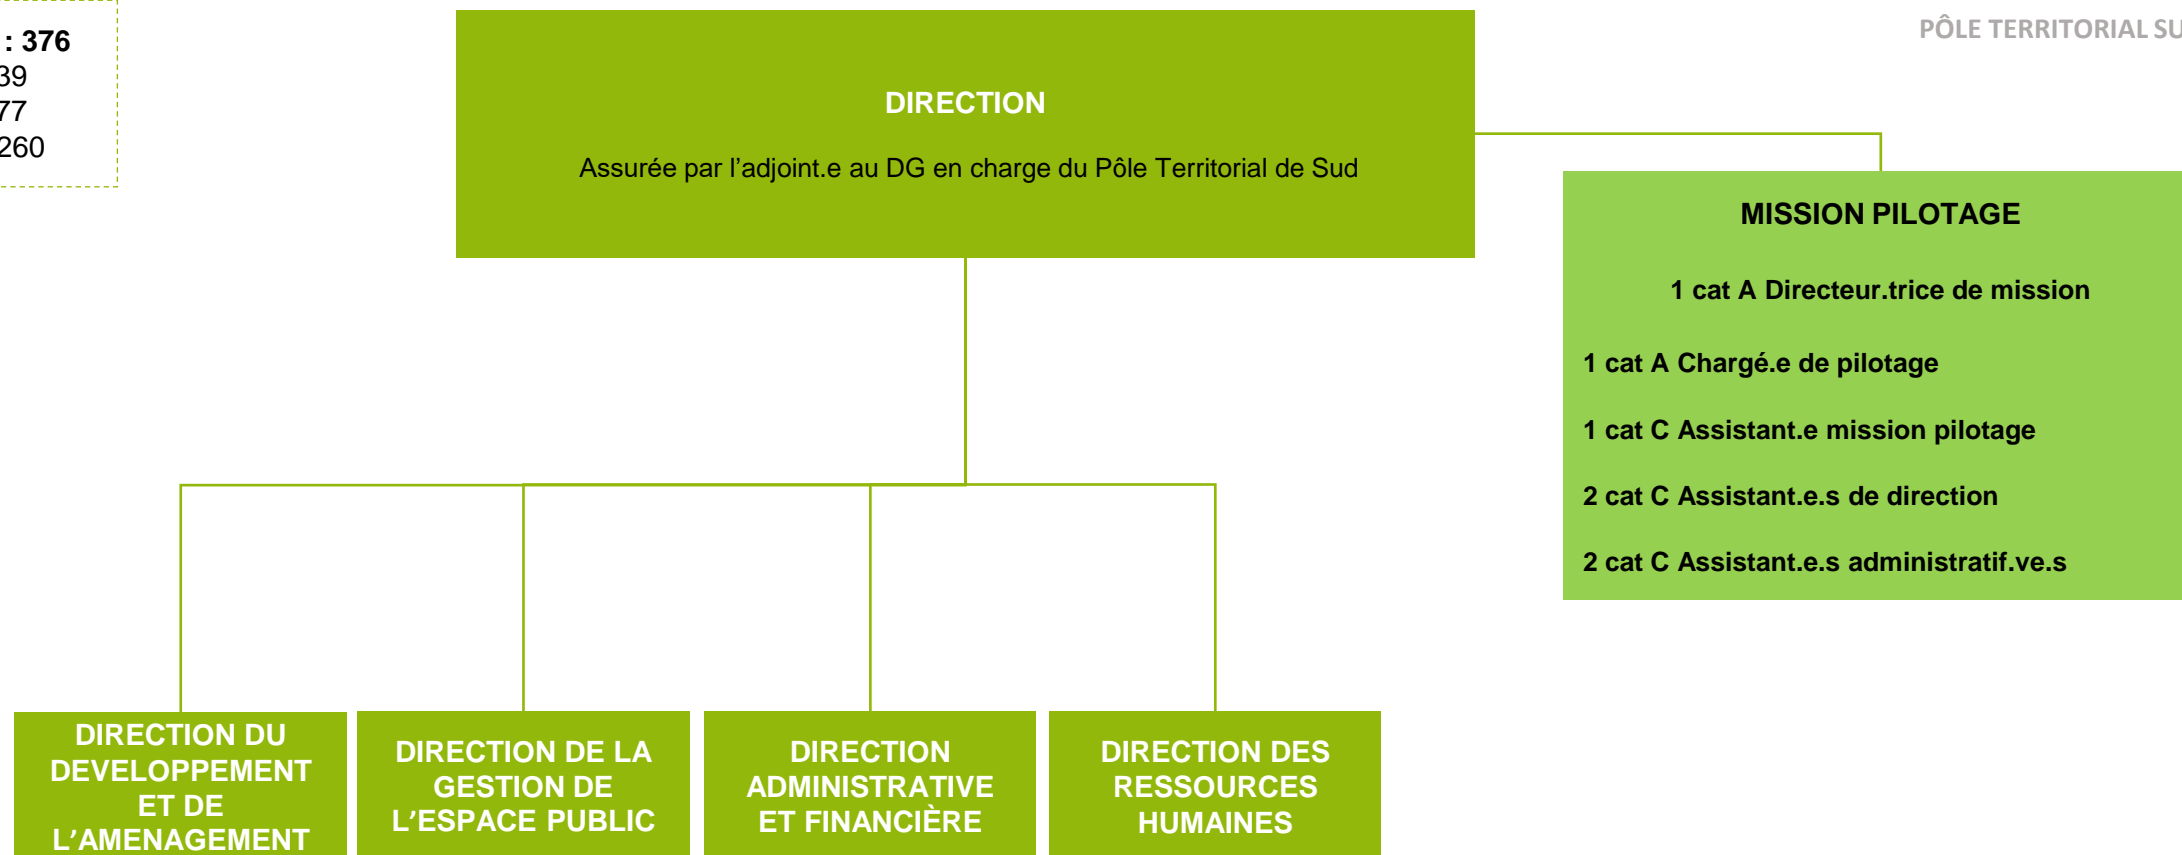 : 376
39
77
260
PÔLE TERRITORIAL SU
DIRECTION
Assurée par l’adjoint.e au DG en charge du Pôle Territorial de Sud
MISSION PILOTAGE
1 cat A Directeur.trice de mission
1 cat A Chargé.e de pilotage
1 cat C Assistant.e mission pilotage
2 cat C Assistant.e.s de direction
2 cat C Assistant.e.s administratif.ve.s
DIRECTION DU
DEVELOPPEMENT
ET DE
L’AMENAGEMENT
DIRECTION DE LA
GESTION DE
L’ESPACE PUBLIC
DIRECTION
ADMINISTRATIVE
ET FINANCIÈRE
DIRECTION DES
RESSOURCES
HUMAINES